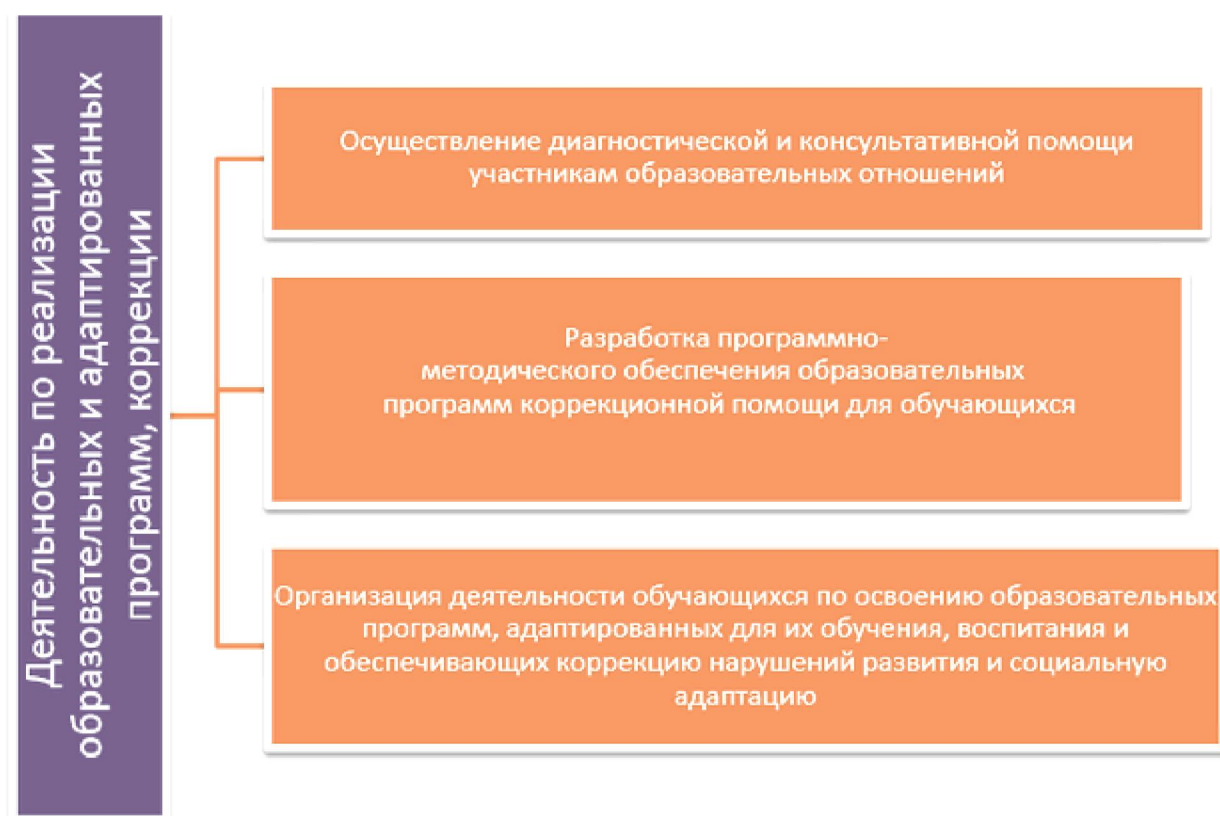 Деятельность по реализации
образовательных и адаптированных
программ, коррекции
Осуществление диагностической и консультативной помощи
участникам образовательных отношений
Разработка программно-
методического обеспечения образовательных
программ коррекционной помощи для обучающихся
Организация деятельности обучающихся по освоению образовательных
программ, адаптированных для их обучения, воспитания и
обеспечивающих коррекцию нарушений развития и социальную
адаптацию